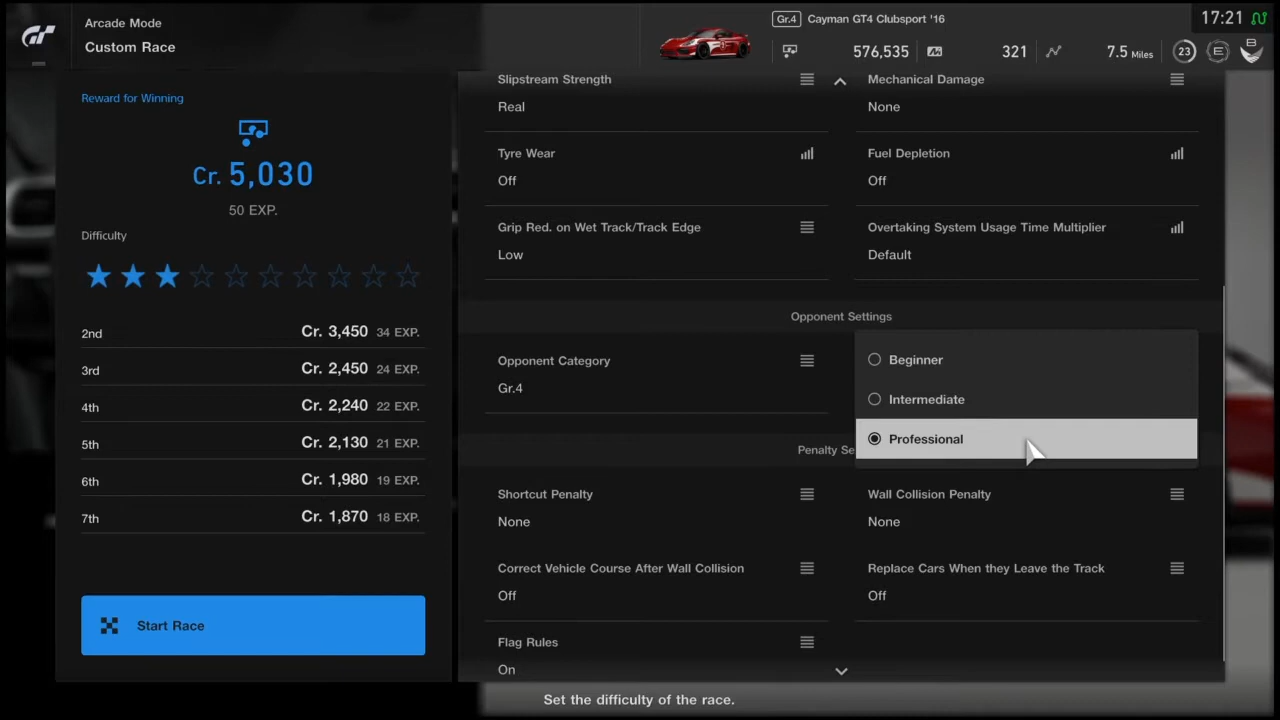 Arcade Mode
Custom Race
Gr.4 Cayman GT4 Clubsport '16
17:21
576,535 321 7.5 Miles 23 E B
Reward for Winning
Cr. 5,030
50 EXP.
Difficulty
2nd Cr. 3,450 34 EXP.
3rd Cr. 2,450 24 EXP.
4th Cr. 2,240 22 EXP.
5th Cr. 2,130 21 EXP.
6th Cr. 1,980 19 EXP.
7th Cr. 1,870 18 EXP.
Start Race
Slipstream Strength
Real
Mechanical Damage
None
Tyre Wear
Off
Fuel Depletion
Off
Grip Red. on Wet Track/Track Edge
Low
Overtaking System Usage Time Multiplier
Default
Opponent Settings
Opponent Category
Gr.4
Beginner
Intermediate
Professional
Penalty Se
Shortcut Penalty
None
Wall Collision Penalty
None
Correct Vehicle Course After Wall Collision
Off
Replace Cars When they Leave the Track
Off
Flag Rules
On
Set the difficulty of the race.